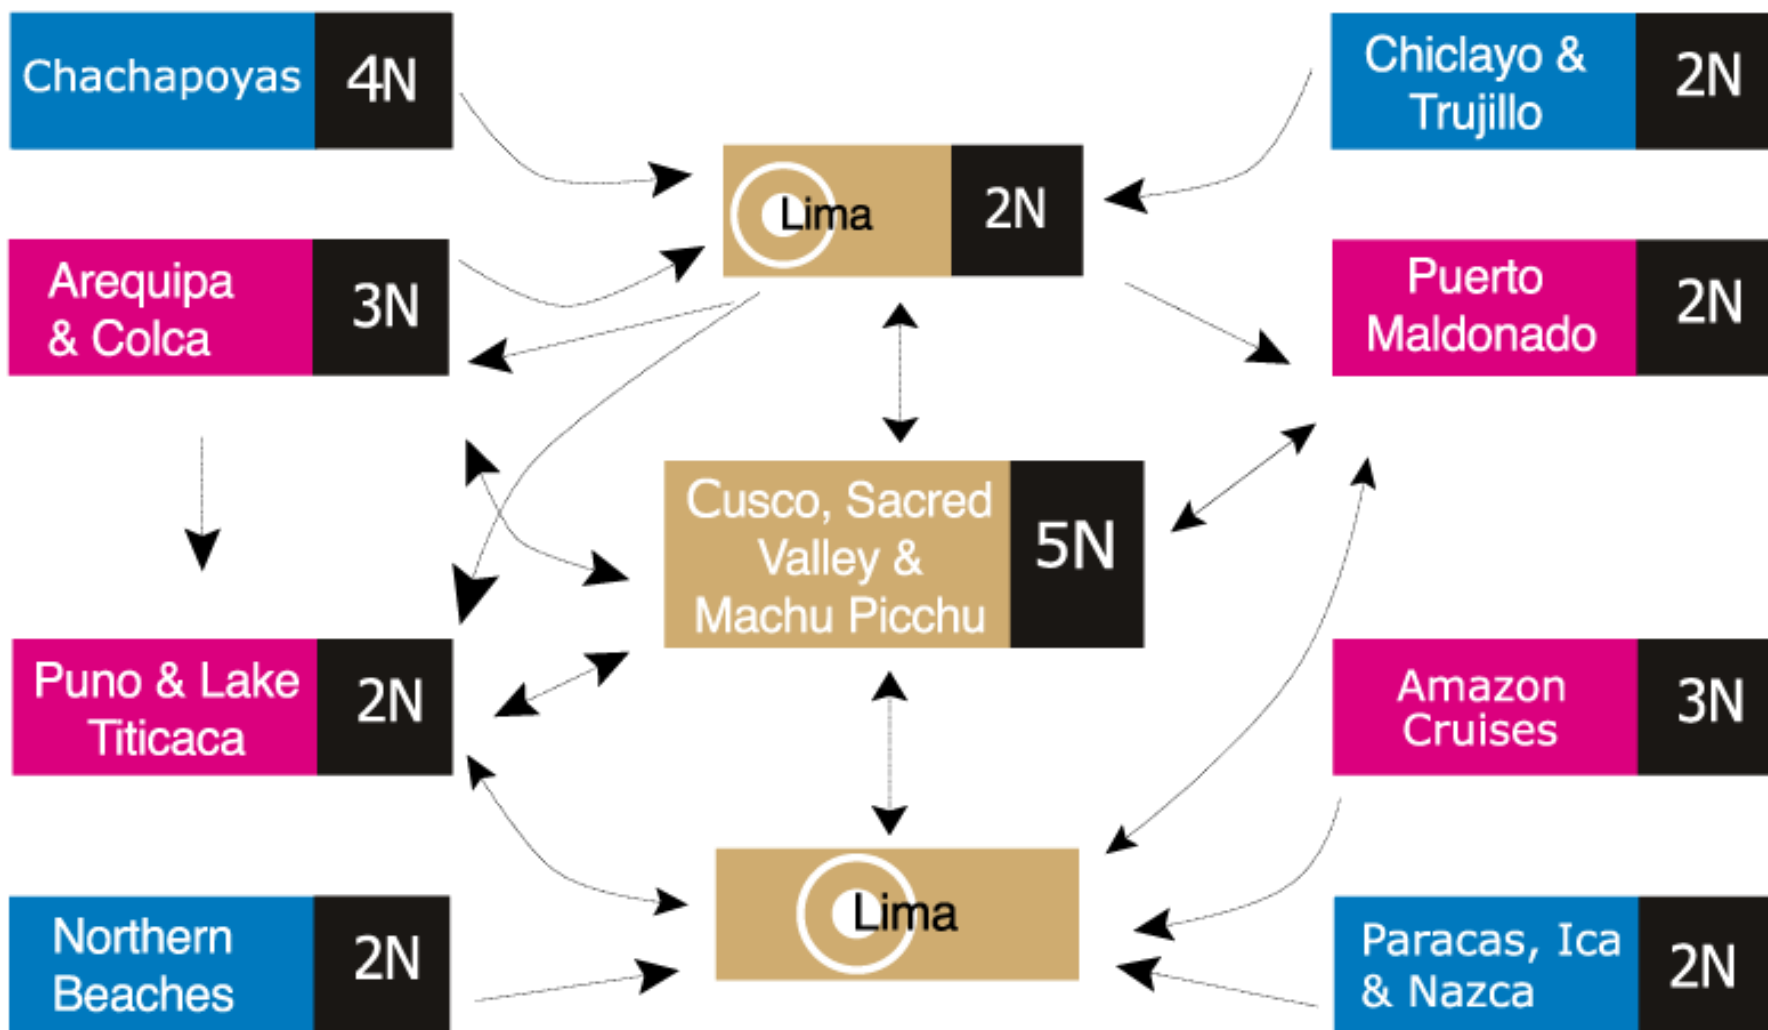 Chachapoyas
4N
Chiclayo &
Trujillo
2N
Lima
2N
Arequipa
& Colca
3N
Puerto
Maldonado
2N
Cusco, Sacred
Valley &
Machu Picchu
5N
Puno & Lake
Titicaca
2N
Amazon
Cruises
3N
Lima
Northern
Beaches
2N
Paracas, Ica
& Nazca
2N